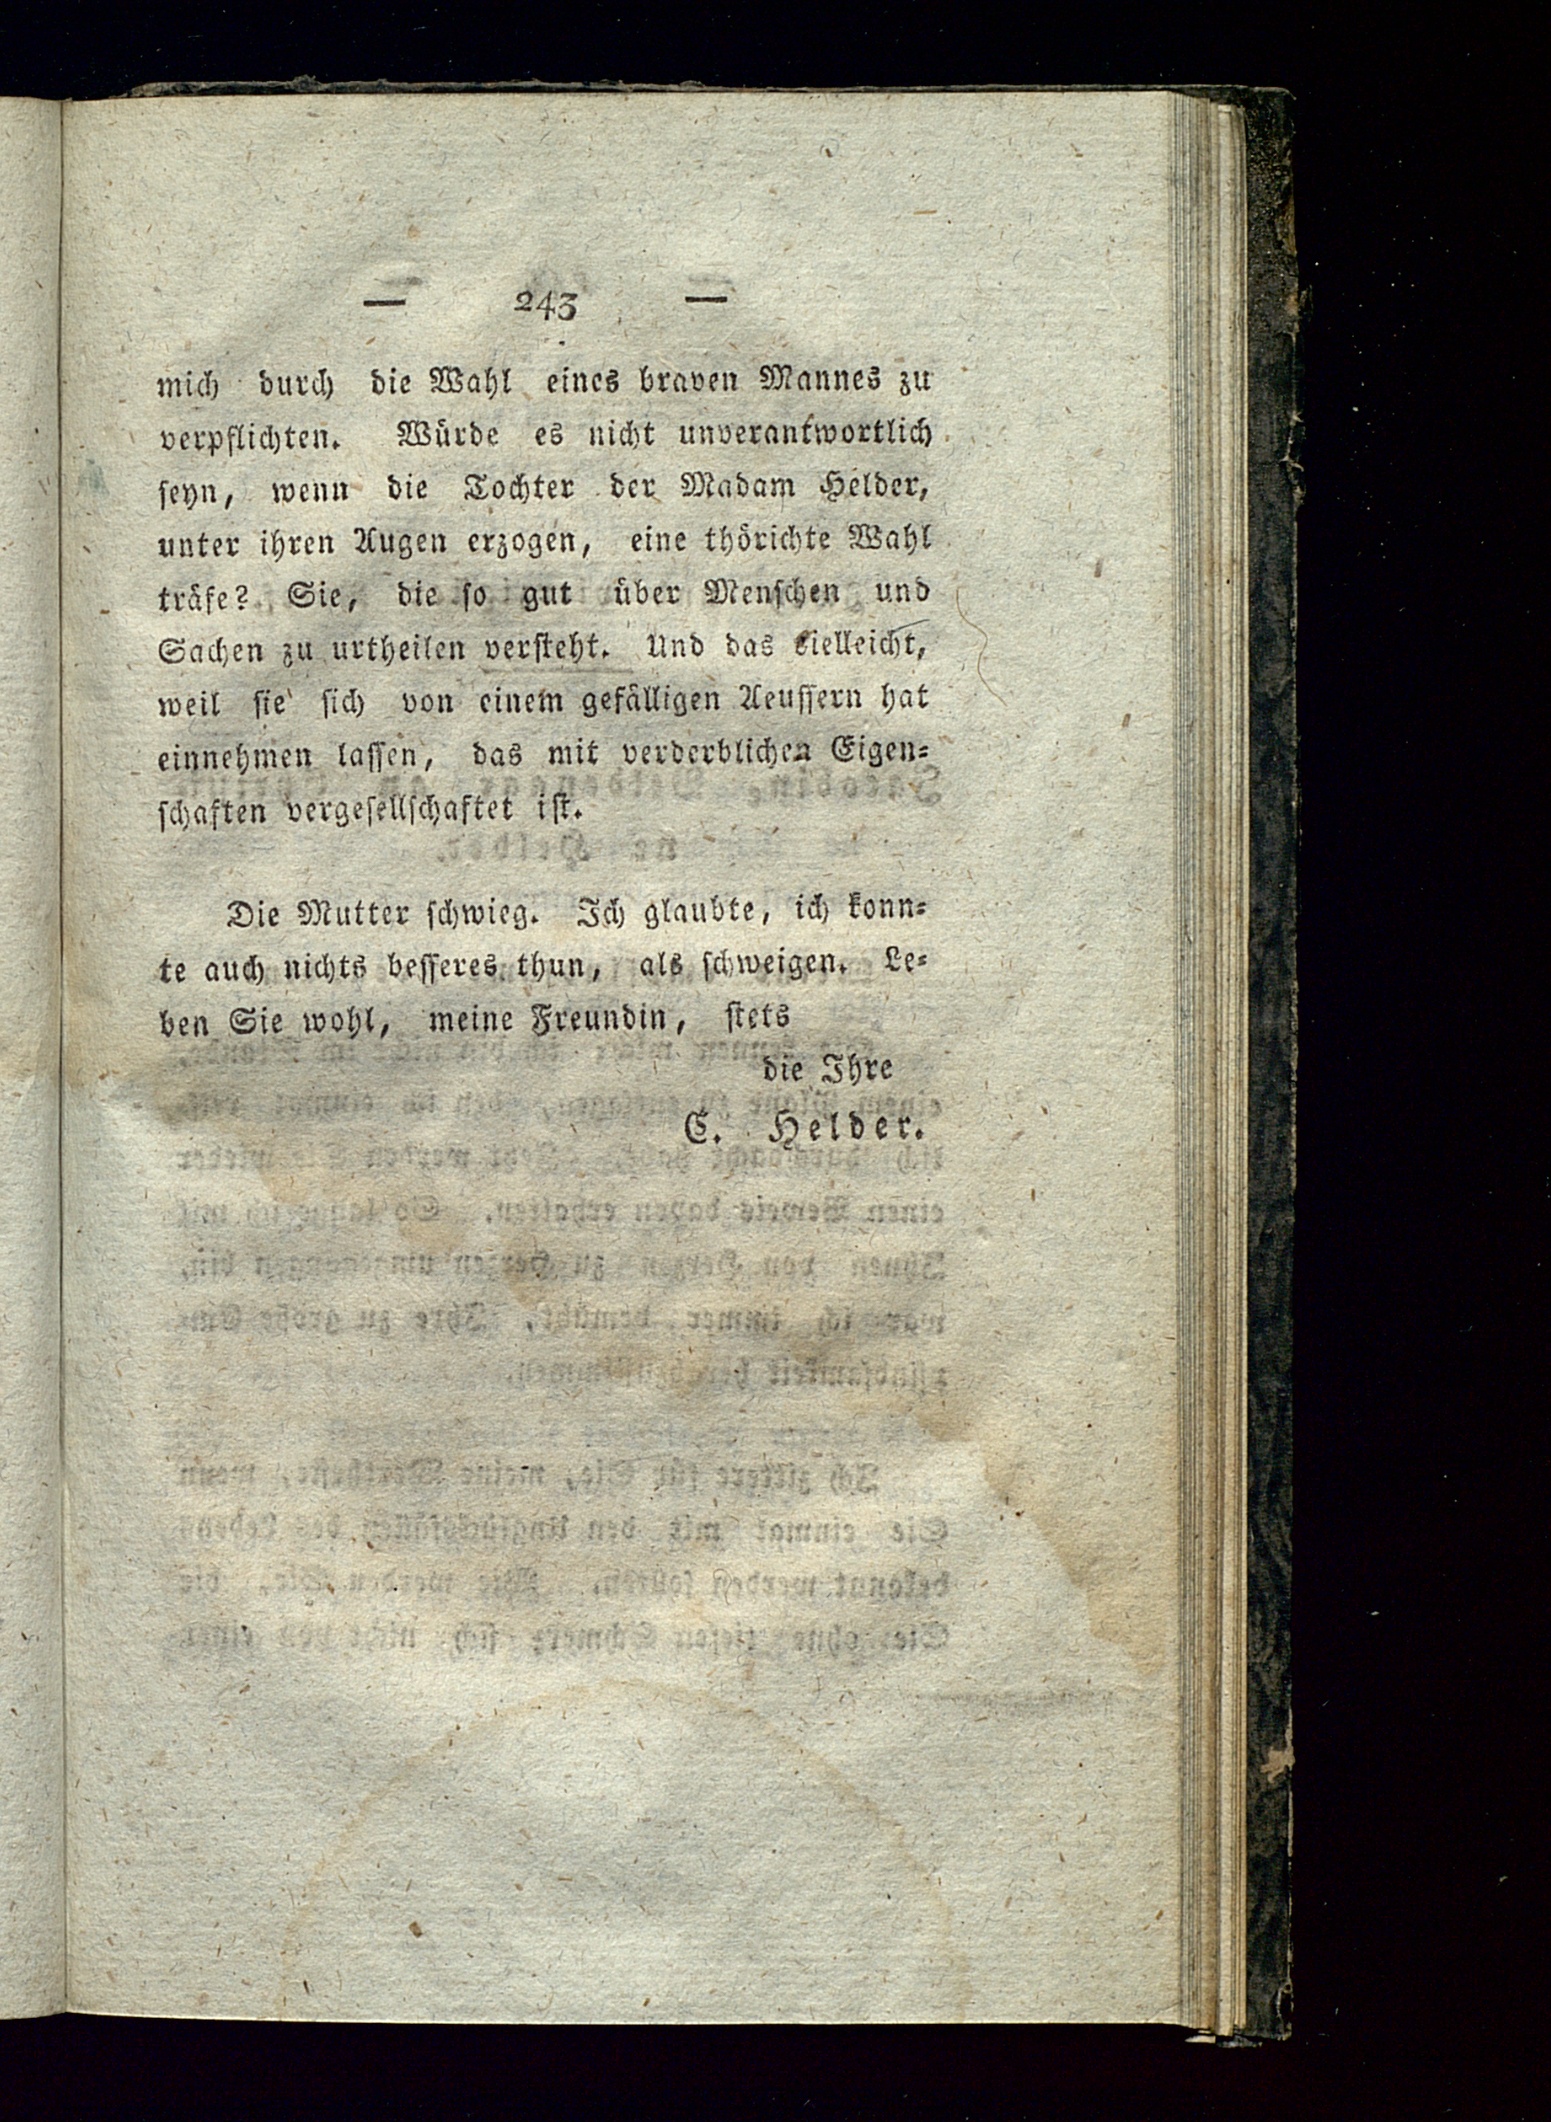 — 243 —
mich durch die Wahl eines braven Mannes zu
verpflichten. Würde es nicht unverantwortlich
seyn, wenn die Tochter der Madam Helder,
unter ihren Augen erzogen, eine thörichte Wahl
träfe? Sie, die so gut über Menschen und
Sachen zu urtheilen versteht. Und das vielleicht,
weil sie sich von einem gefälligen Aeussern hat
einnehmen lassen, das mit verderblichen Eigen-
schaften vergesellschaftet ist.
Die Mutter schwieg. Ich glaubte, ich konn-
te auch nichts besseres thun, als schweigen. Le-
ben Sie wohl, meine Freundin, stets
die Ihre
C. Helder.